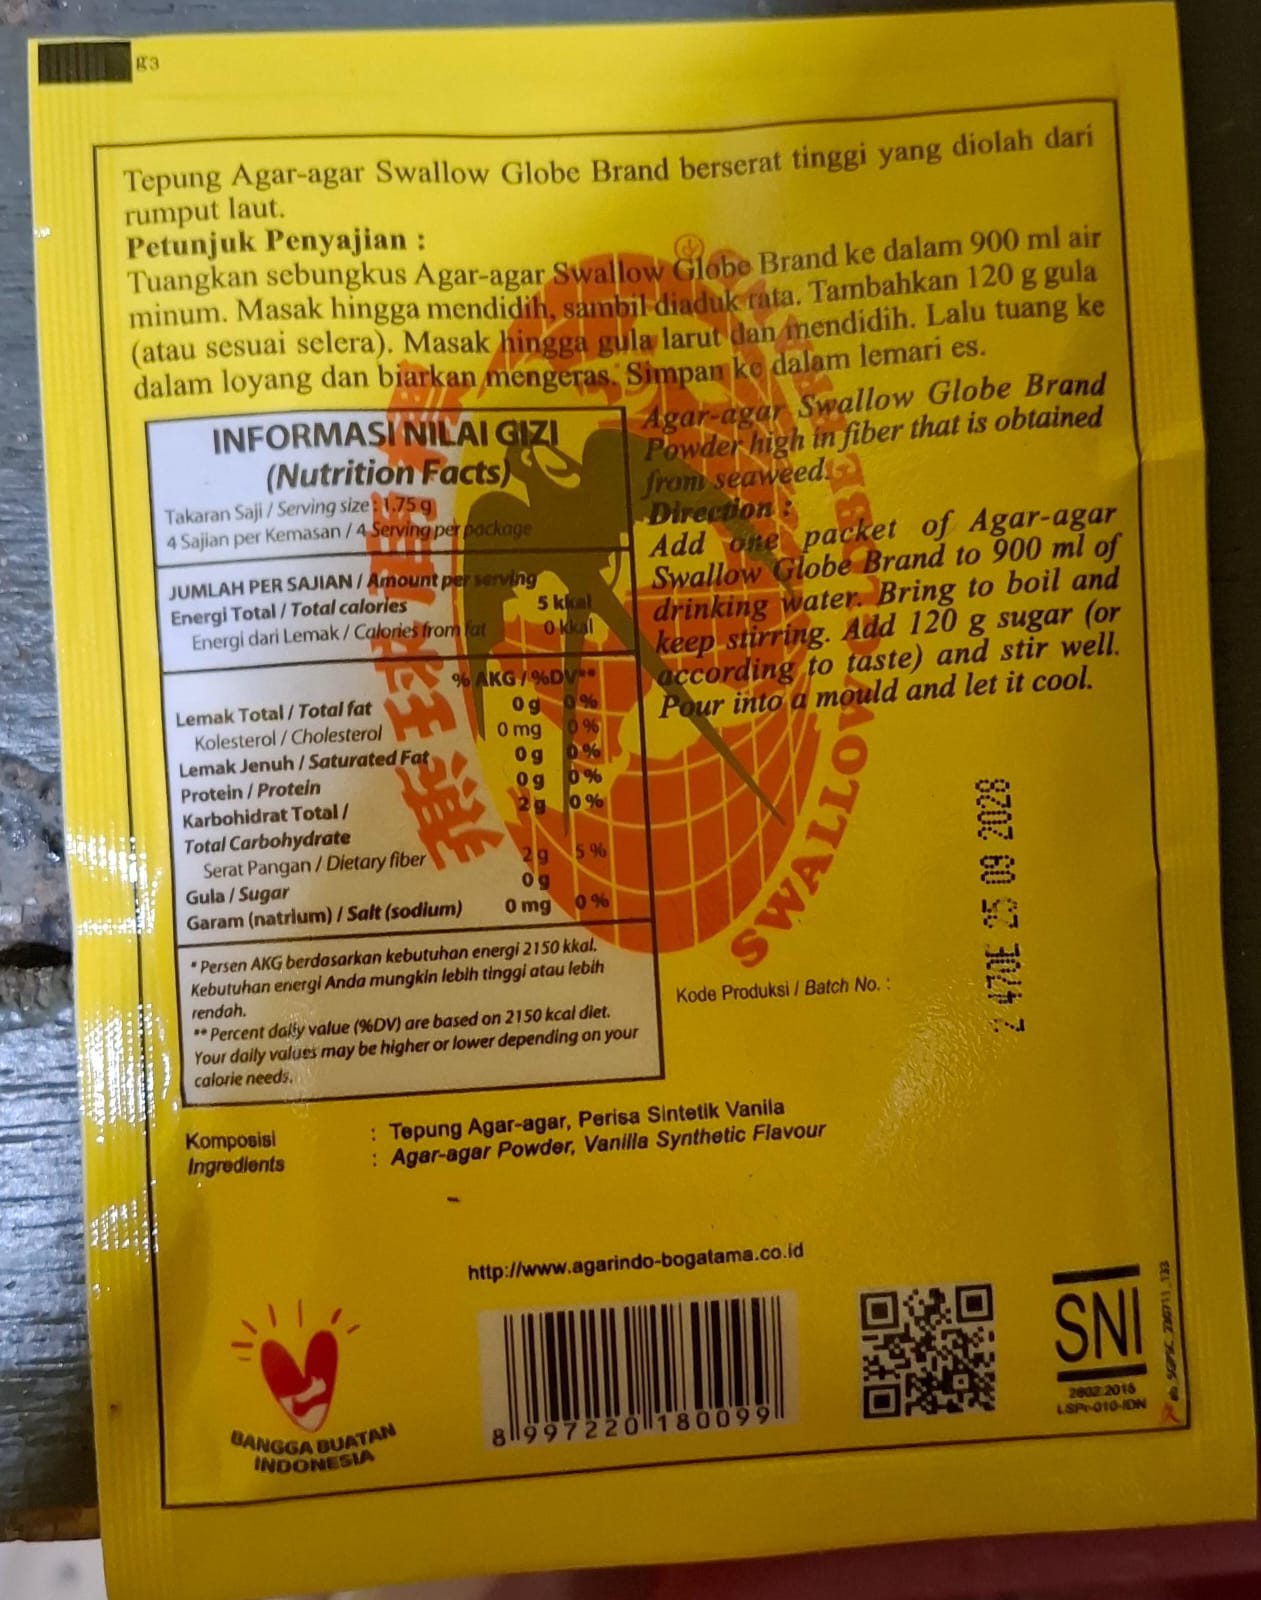 g3
Tepung Agar-agar Swallow Globe Brand berserat tinggi yang diolah dari
rumput laut.
Petunjuk Penyajian :
Tuangkan sebungkus Agar-agar Swallow Globe Brand ke dalam 900 ml air
minum. Masak hingga mendidih, sambil diaduk rata. Tambahkan 120 g gula
(atau sesuai selera). Masak hingga gula larut dan mendidih. Lalu tuang ke
dalam loyang dan biarkan mengeras. Simpan ke dalam lemari es.
INFORMASI NILAI GIZI
(Nutrition Facts)
Takaran Saji / Serving size : 1.75 g
4 Sajian per Kemasan / 4 Serving per package
JUMLAH PER SAJIAN / Amount per serving
Energi Total / Total calories 5 kkal
Energi dari Lemak / Calories from fat 0 kkal
% AKG / %DV**
Lemak Total / Total fat 0 g 0 %
Kolesterol / Cholesterol 0 mg 0 %
Lemak Jenuh / Saturated Fat 0 g 0 %
Protein / Protein 0 g 0 %
Karbohidrat Total / 2 g 0 %
Total Carbohydrate
Serat Pangan / Dietary fiber 2 g 5 %
Gula / Sugar 0 g
Garam (natrium) / Salt (sodium) 0 mg 0 %
* Persen AKG berdasarkan kebutuhan energi 2150 kkal.
Kebutuhan energi Anda mungkin lebih tinggi atau lebih
rendah.
** Percent daily value (%DV) are based on 2150 kcal diet.
Your daily values may be higher or lower depending on your
calorie needs.
Agar-agar Swallow Globe Brand
Powder high in fiber that is obtained
from seaweed.
Direction :
Add one packet of Agar-agar
Swallow Globe Brand to 900 ml of
drinking water. Bring to boil and
keep stirring. Add 120 g sugar (or
according to taste) and stir well.
Pour into a mould and let it cool.
SWALLOW GLOBE BRAND
燕球商標
Kode Produksi / Batch No. :
2 470E 25 09 2028
Komposisi : Tepung Agar-agar, Perisa Sintetik Vanila
Ingredients : Agar-agar Powder, Vanilla Synthetic Flavour
http://www.agarindo-bogatama.co.id
BANGGA BUATAN
INDONESIA
8 997220 180099
SNI
2802:2015
LSPr-010-IDN